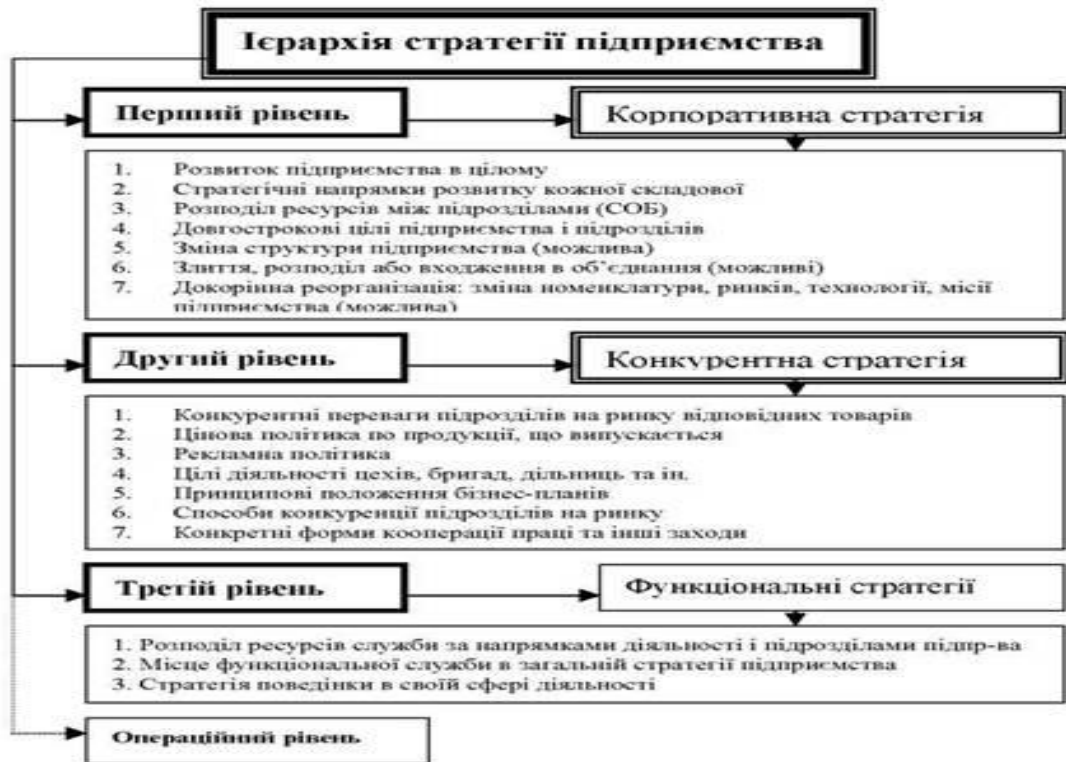 Ієрархія стратегії підприємства
Перший рівень
Корпоративна стратегія
1. Розвиток підприємства в цілому
2. Стратегічні напрямки розвитку кожної складової
3. Розподіл ресурсів між підрозділами (СОБ)
4. Довгострокові цілі підприємства і підрозділів
5. Зміна структури підприємства (можлива)
6. Злиття, розподіл або входження в об’єднання (можливі)
7. Докорінна реорганізація: зміна номенклатури, ринків, технології, місії
підприємства (можлива)
Другий рівень
Конкурентна стратегія
1. Конкурентні переваги підрозділів на ринку відповідних товарів
2. Цінова політика по продукції, що випускається
3. Рекламна політика
4. Цілі діяльності цехів, бригад, дільниць та ін.
5. Принципові положення бізнес-планів
6. Способи конкуренції підрозділів на ринку
7. Конкретні форми кооперації праці та інші заходи
Третій рівень
Функціональні стратегії
1. Розподіл ресурсів служби за напрямками діяльності і підрозділами підпр-ва
2. Місце функціональної служби в загальній стратегії підприємства
3. Стратегія поведінки в своїй сфері діяльності
Операційний рівень